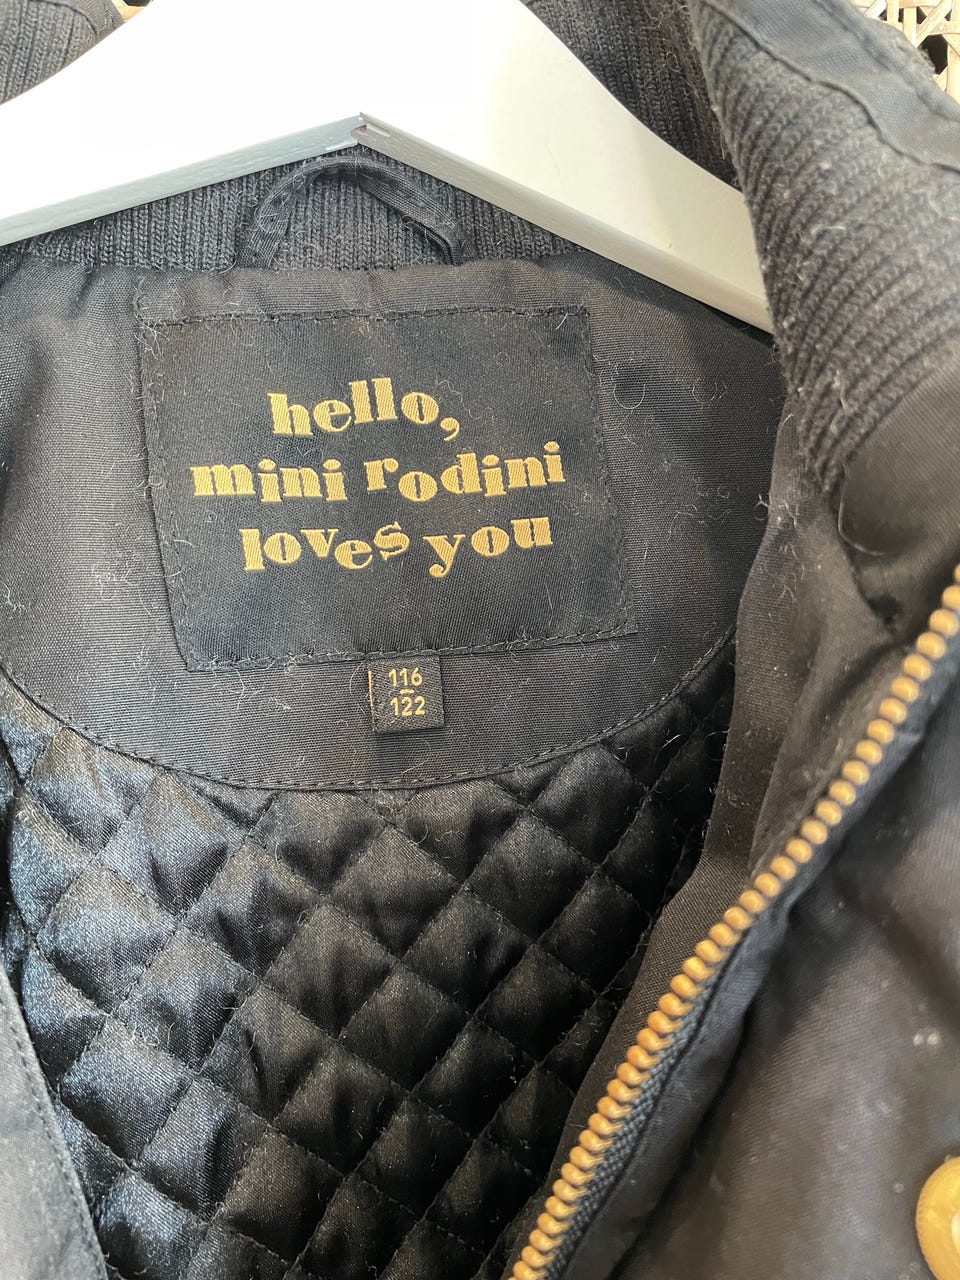 hello,
mini rodini
loves you
116
-
122